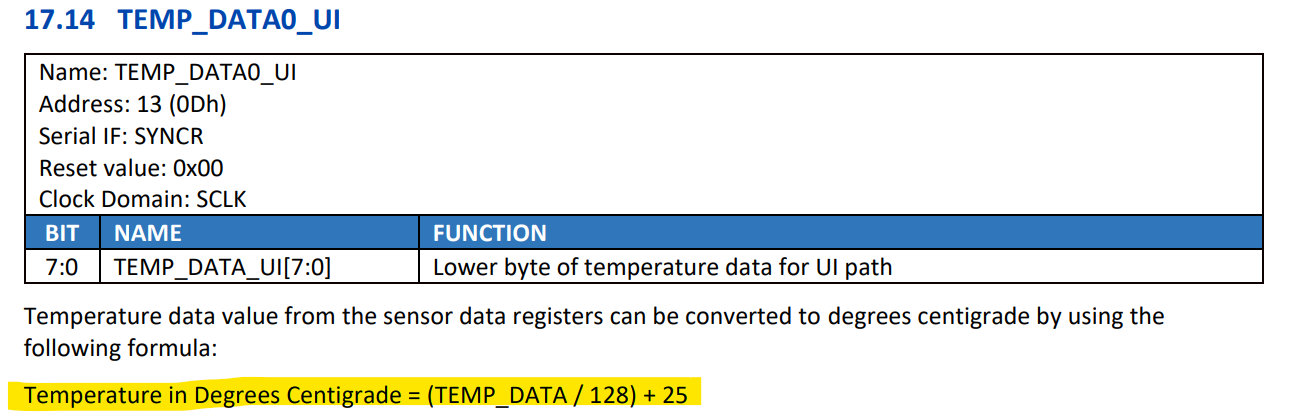 17.14 TEMP_DATA0_UI
Name: TEMP_DATA0_UI
Address: 13 (0Dh)
Serial IF: SYNCR
Reset value: 0x00
Clock Domain: SCLK
BIT NAME FUNCTION
7:0 TEMP_DATA_UI[7:0] Lower byte of temperature data for UI path
Temperature data value from the sensor data registers can be converted to degrees centigrade by using the
following formula:
Temperature in Degrees Centigrade = (TEMP_DATA / 128) + 25